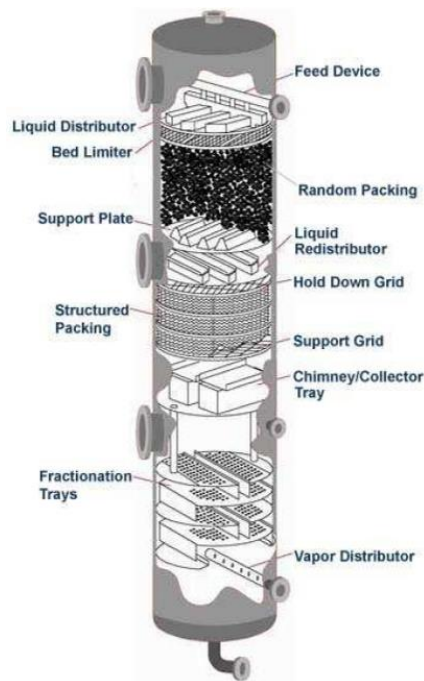 Feed Device
Liquid Distributor
Bed Limiter
Random Packing
Support Plate
Liquid
Redistributor
Hold Down Grid
Structured
Packing
Support Grid
Chimney/Collector
Tray
Fractionation
Trays
Vapor Distributor